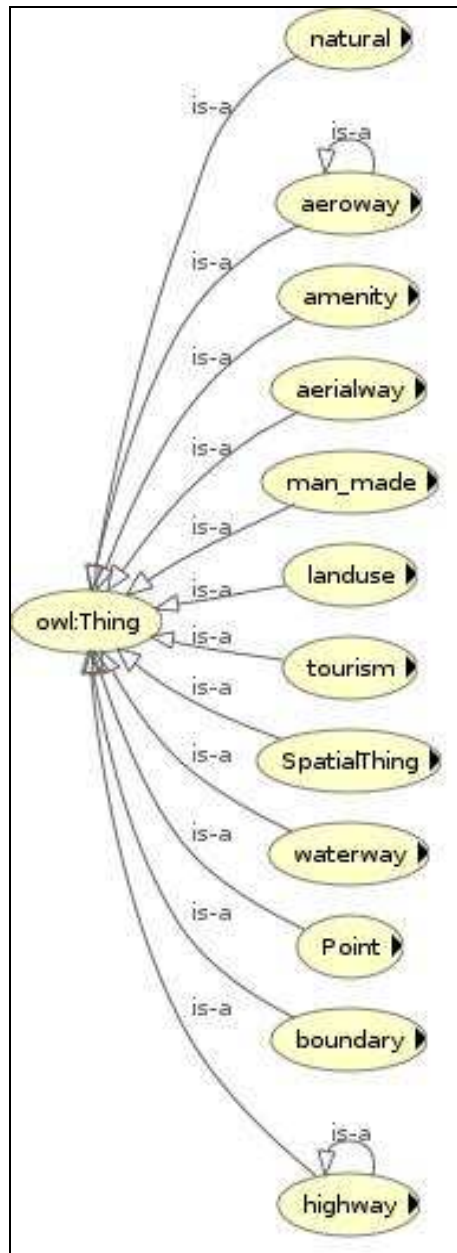 natural
is-a
is-a
aeroway
is-a
amenity
is-a
aerialway
is-a
man_made
is-a
landuse
is-a
owl:Thing
is-a
tourism
is-a
SpatialThing
is-a
waterway
is-a
Point
is-a
boundary
is-a
is-a
highway